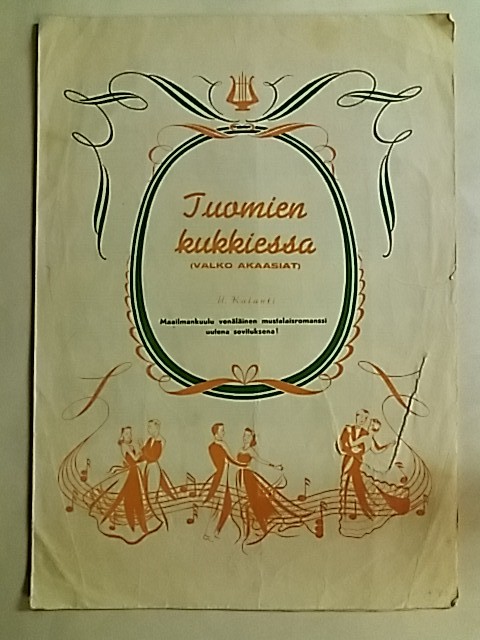 Tuomien
kukkiessa
(VALKO AKAASIAT)
Maailmankuulu venäläinen mustalaisromanssi
uutena sovituksena!